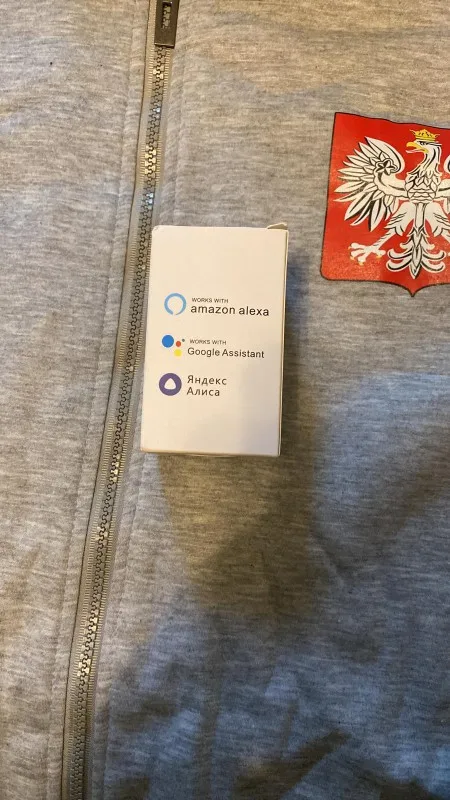 WORKS WITH
amazon alexa
WORKS WITH
Google Assistant
Яндекс
Алиса